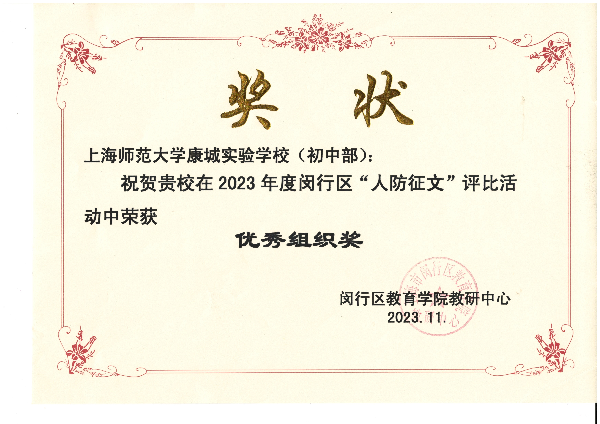 奖 状
上海师范大学康城实验学校（初中部）：
祝贺贵校在 2023 年度闵行区“人防征文”评比活
动中荣获
优秀组织奖
闵行区教育学院教研中心
2023.11.